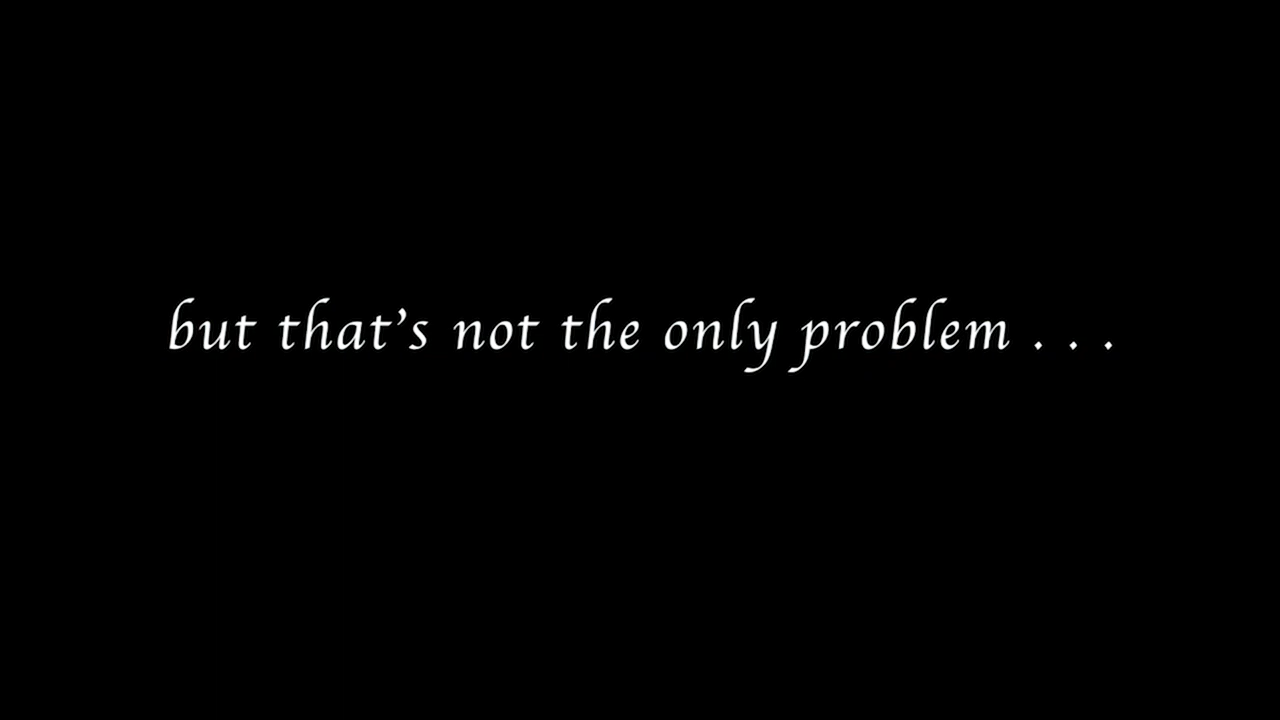 but that's not the only problem . . .